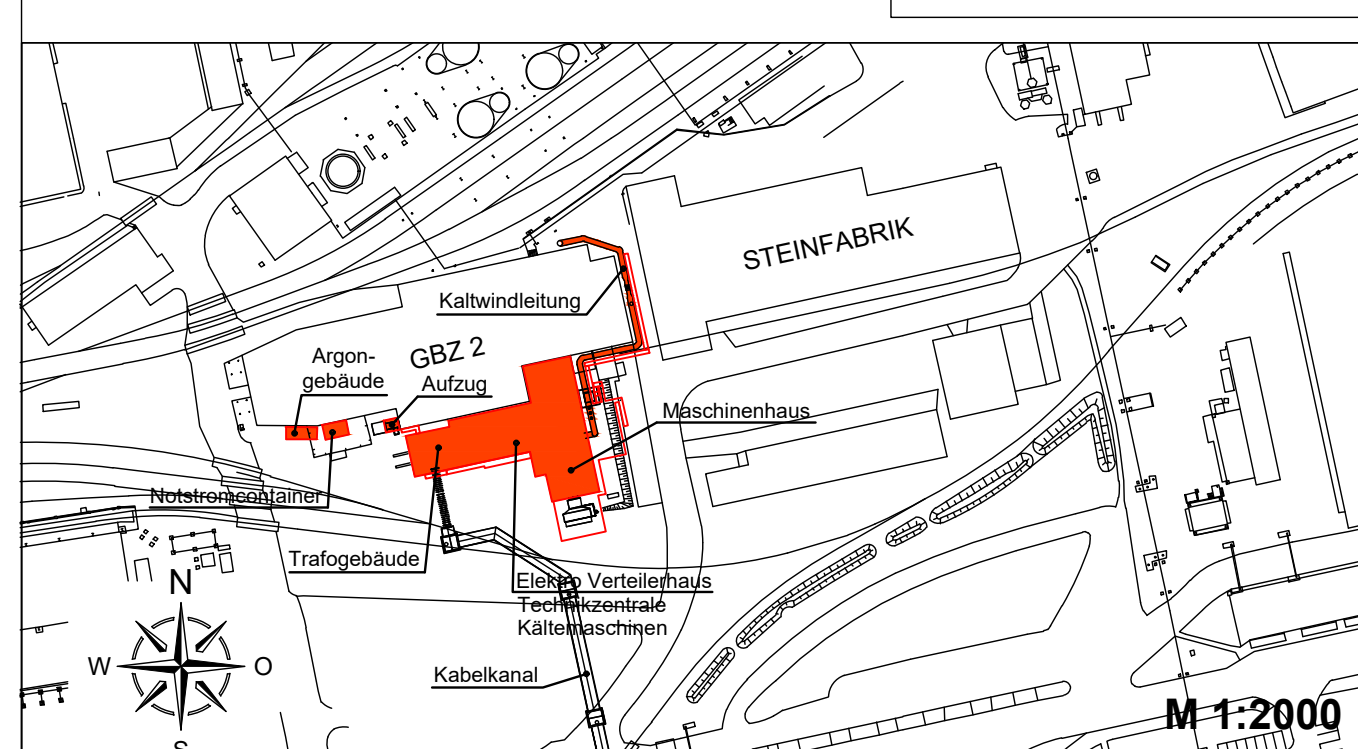 STEINFABRIK
Kaltwindleitung
GBZ 2
Argon-
gebäude
Aufzug
Maschinenhaus
Notstromcontainer
Trafogebäude
Elektro Verteilerhaus
Technikzentrale
Kältemaschinen
Kabelkanal
N
W
O
S
M 1:2000